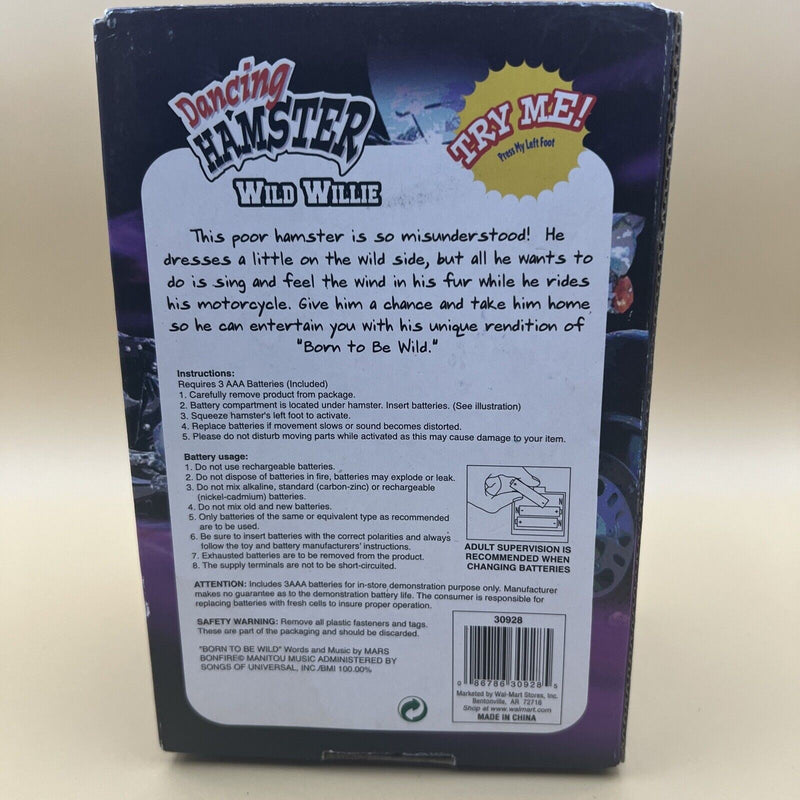 Dancing
HAMSTER
WILD WILLIE
TRY ME!
Press My Left Foot
This poor hamster is so misunderstood! He
dresses a little on the wild side, but all he wants to
do is sing and feel the wind in his fur while he rides
his motorcycle. Give him a chance and take him home
so he can entertain you with his unique rendition of
"Born to Be Wild."
Instructions:
Requires 3 AAA Batteries (Included)
1. Carefully remove product from package.
2. Battery compartment is located under hamster. Insert batteries. (See illustration)
3. Squeeze hamster's left foot to activate.
4. Replace batteries if movement slows or sound becomes distorted.
5. Please do not disturb moving parts while activated as this may cause damage to your item.
Battery usage:
1. Do not use rechargeable batteries.
2. Do not dispose of batteries in fire, batteries may explode or leak.
3. Do not mix alkaline, standard (carbon-zinc) or rechargeable
(nickel-cadmium) batteries.
4. Do not mix old and new batteries.
5. Only batteries of the same or equivalent type as recommended
are to be used.
6. Be sure to insert batteries with the correct polarities and always
follow the toy and battery manufacturers' instructions.
7. Exhausted batteries are to be removed from the product.
8. The supply terminals are not to be short-circuited.
ADULT SUPERVISION IS
RECOMMENDED WHEN
CHANGING BATTERIES
ATTENTION: Includes 3AAA batteries for in-store demonstration purpose only. Manufacturer
makes no guarantee as to the demonstration battery life. The consumer is responsible for
replacing batteries with fresh cells to insure proper operation.
SAFETY WARNING: Remove all plastic fasteners and tags.
These are part of the packaging and should be discarded.
"BORN TO BE WILD" Words and Music by MARS
BONFIRE© MANITOU MUSIC ADMINISTERED BY
SONGS OF UNIVERSAL, INC./BMI 100.00%
30928
0 86786 30928 5
Marketed by Wal-Mart Stores, Inc.
Bentonville, AR 72716
Shop at www.walmart.com
MADE IN CHINA